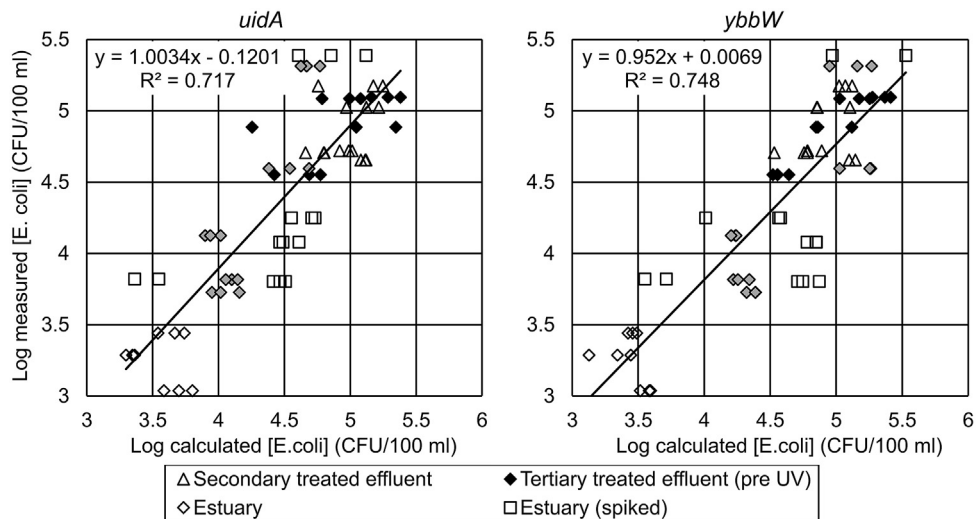 uidA
ybbW
y = 1.0034x - 0.1201
R² = 0.717
y = 0.952x + 0.0069
R² = 0.748
Log measured [E. coli] (CFU/100 ml)
5.5
5
4.5
4
3.5
3
3 3.5 4 4.5 5 5.5 6
Log calculated [E.coli] (CFU/100 ml)
5.5
5
4.5
4
3.5
3
3 3.5 4 4.5 5 5.5 6
Log calculated [E.coli] (CFU/100 ml)
Secondary treated effluent
Tertiary treated effluent (pre UV)
Estuary
Estuary (spiked)